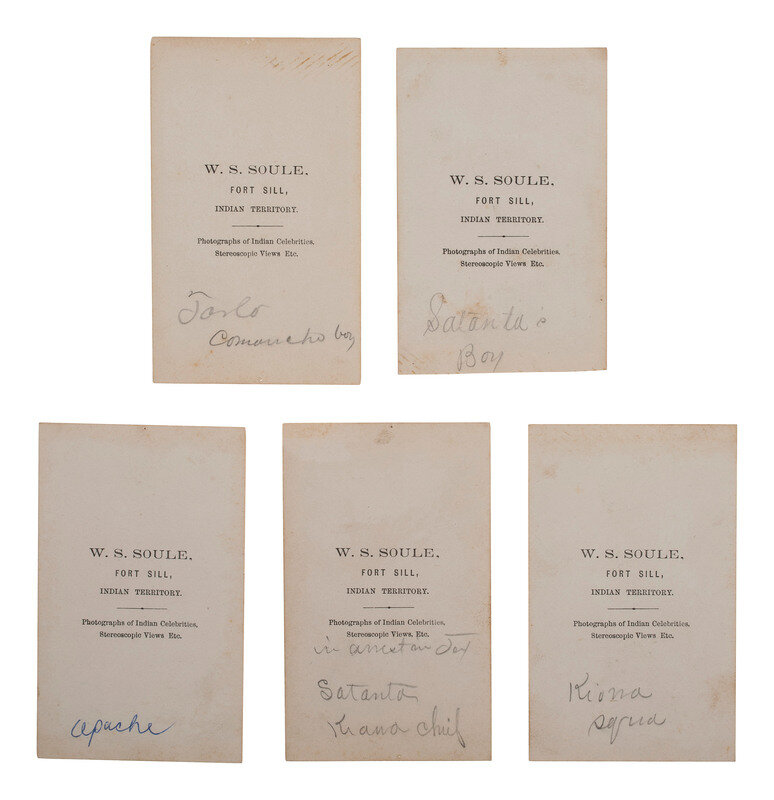 W. S. SOULE,
FORT SILL,
INDIAN TERRITORY.
Photographs of Indian Celebrities,
Stereoscopic Views Etc.
Comanche boy
W. S. SOULE,
FORT SILL,
INDIAN TERRITORY.
Photographs of Indian Celebrities.
Stereoscopic Views Etc.
Satanta s
Boy
W. S. SOULE,
FORT SILL,
INDIAN TERRITORY.
Photographs of Indian Celebrities,
Stereoscopic Views Etc.
apache
W. S. SOULE,
FORT SILL,
INDIAN TERRITORY.
Photographs of Indian Celebrities,
Stereoscopic Views. Etc.
in
Satanta
Kiawa chief
W. S. SOULE,
FORT SILL,
INDIAN TERRITORY.
Photographs of Indian Celebrities,
Stereoscopic Views Etc.
Kiowa